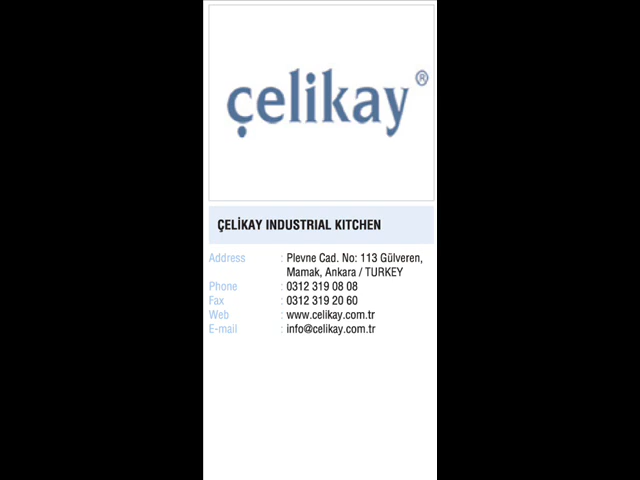 çelikay®
ÇELİKAY INDUSTRIAL KITCHEN
Address : Plevne Cad. No: 113 Gülveren,
Mamak, Ankara / TURKEY
Phone : 0312 319 08 08
Fax : 0312 319 20 60
Web : www.celikay.com.tr
E-mail : info@celikay.com.tr